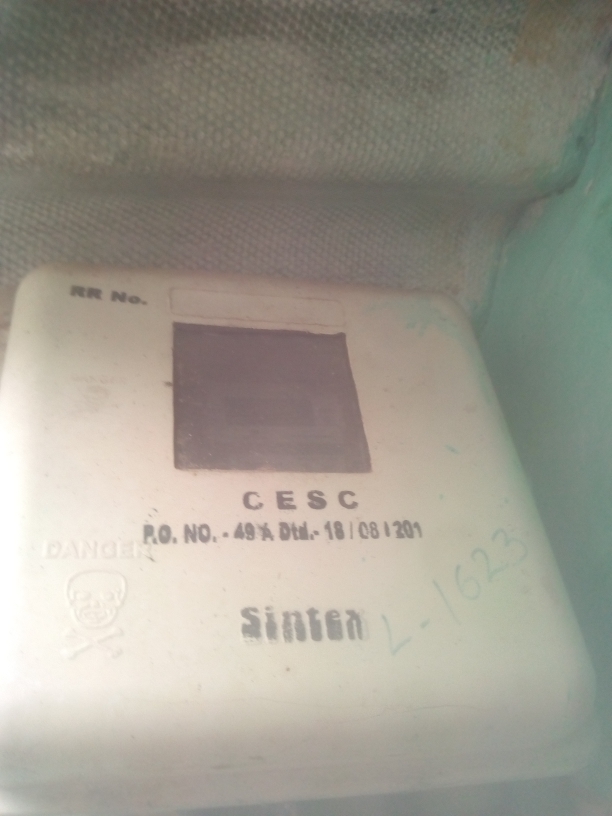 RR No.
CESC
P.O. NO. - 49 A Dtd.- 18 / 08 / 201
DANGER
Sintex
L-1623